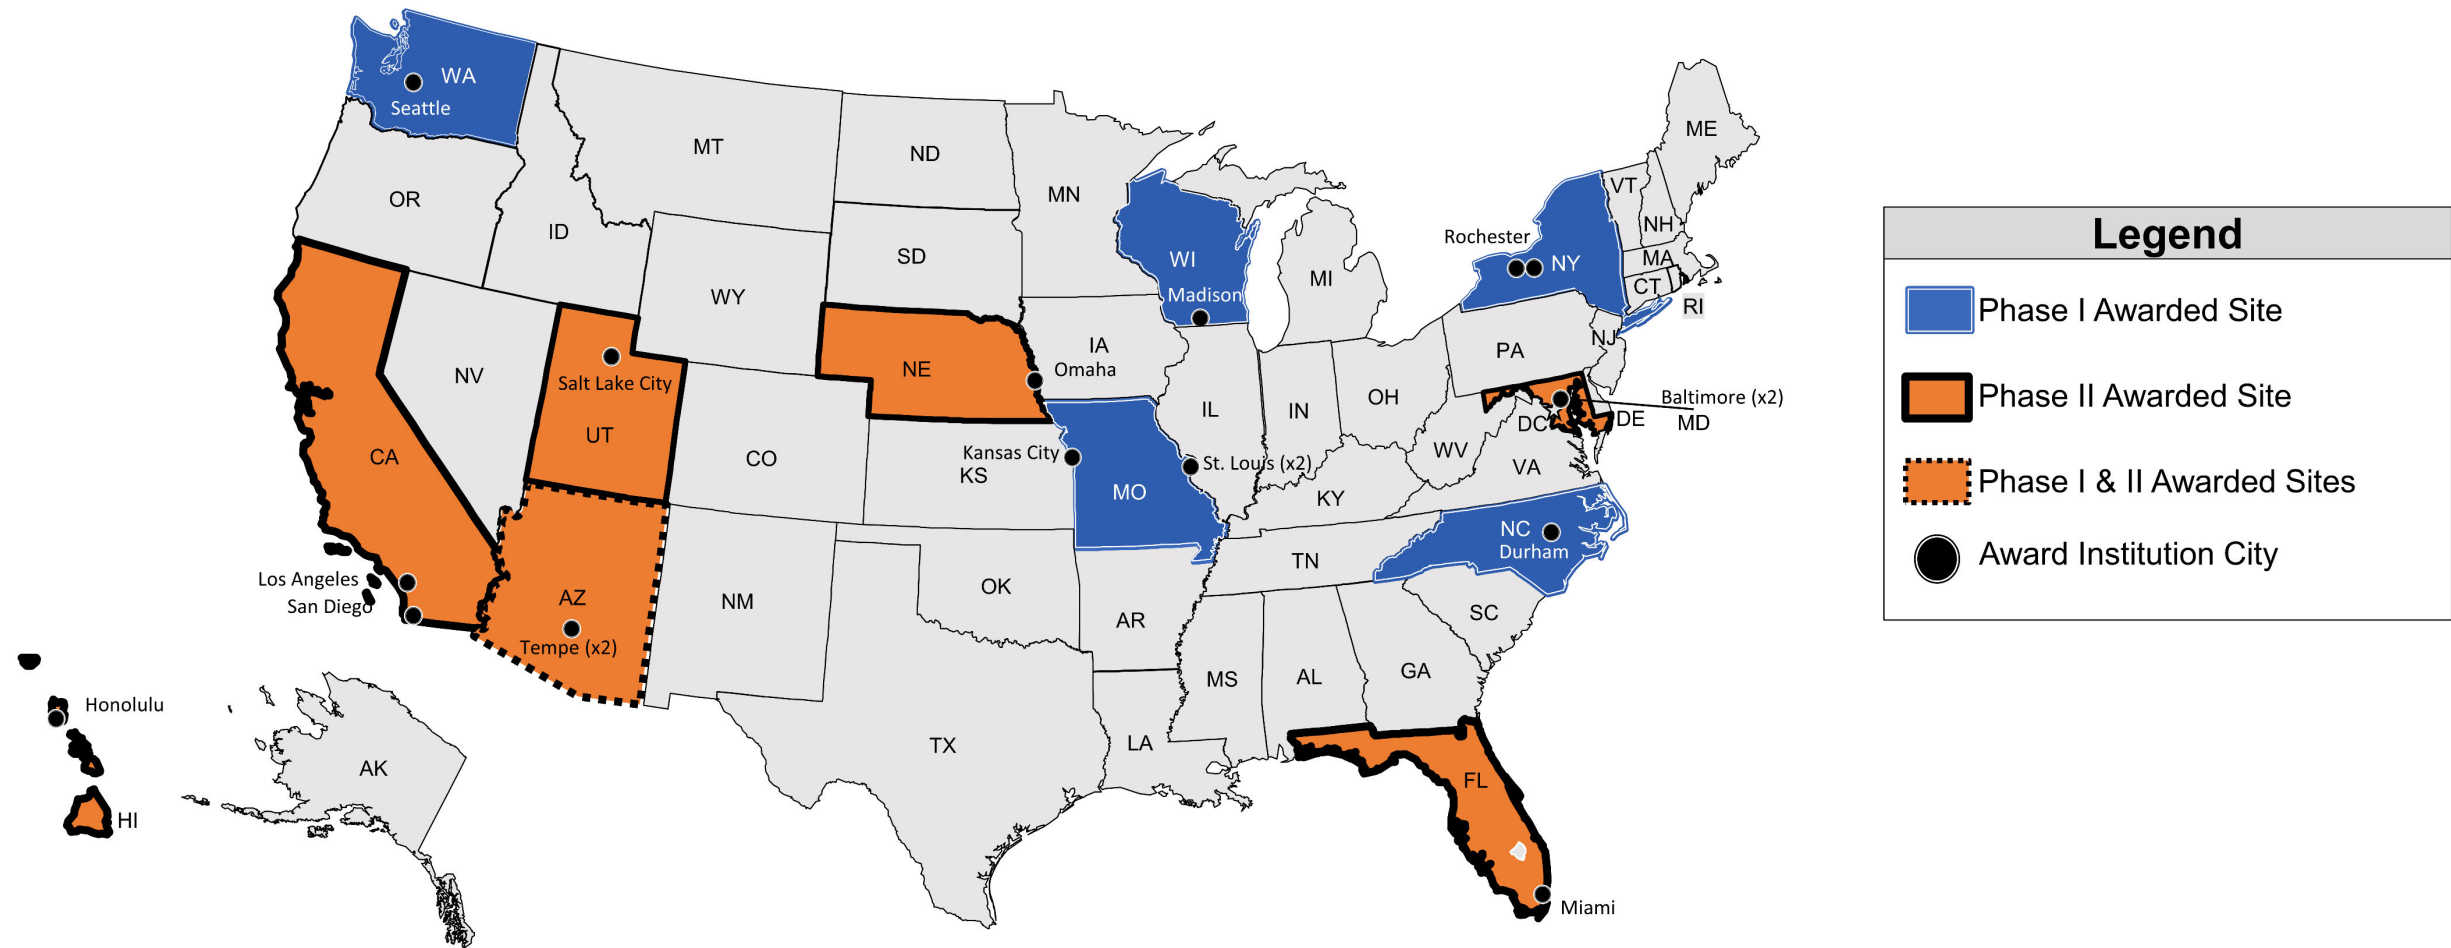 WA
Seattle
OR
ID
MT
ND
MN
SD
WY
NV
UT
Salt Lake City
CA
Los Angeles
San Diego
AZ
Tempe (x2)
NM
CO
NE
Omaha
IA
KS
Kansas City
MO
St. Louis (x2)
OK
TX
AR
LA
WI
Madison
MI
IL
IN
OH
KY
TN
MS
AL
GA
FL
Miami
SC
NC
Durham
VA
WV
DC
DE
MD
Baltimore (x2)
PA
NJ
Rochester
NY
VT
NH
MA
CT
RI
ME
Honolulu
HI
AK
Legend
Phase I Awarded Site
Phase II Awarded Site
Phase I & II Awarded Sites
Award Institution City